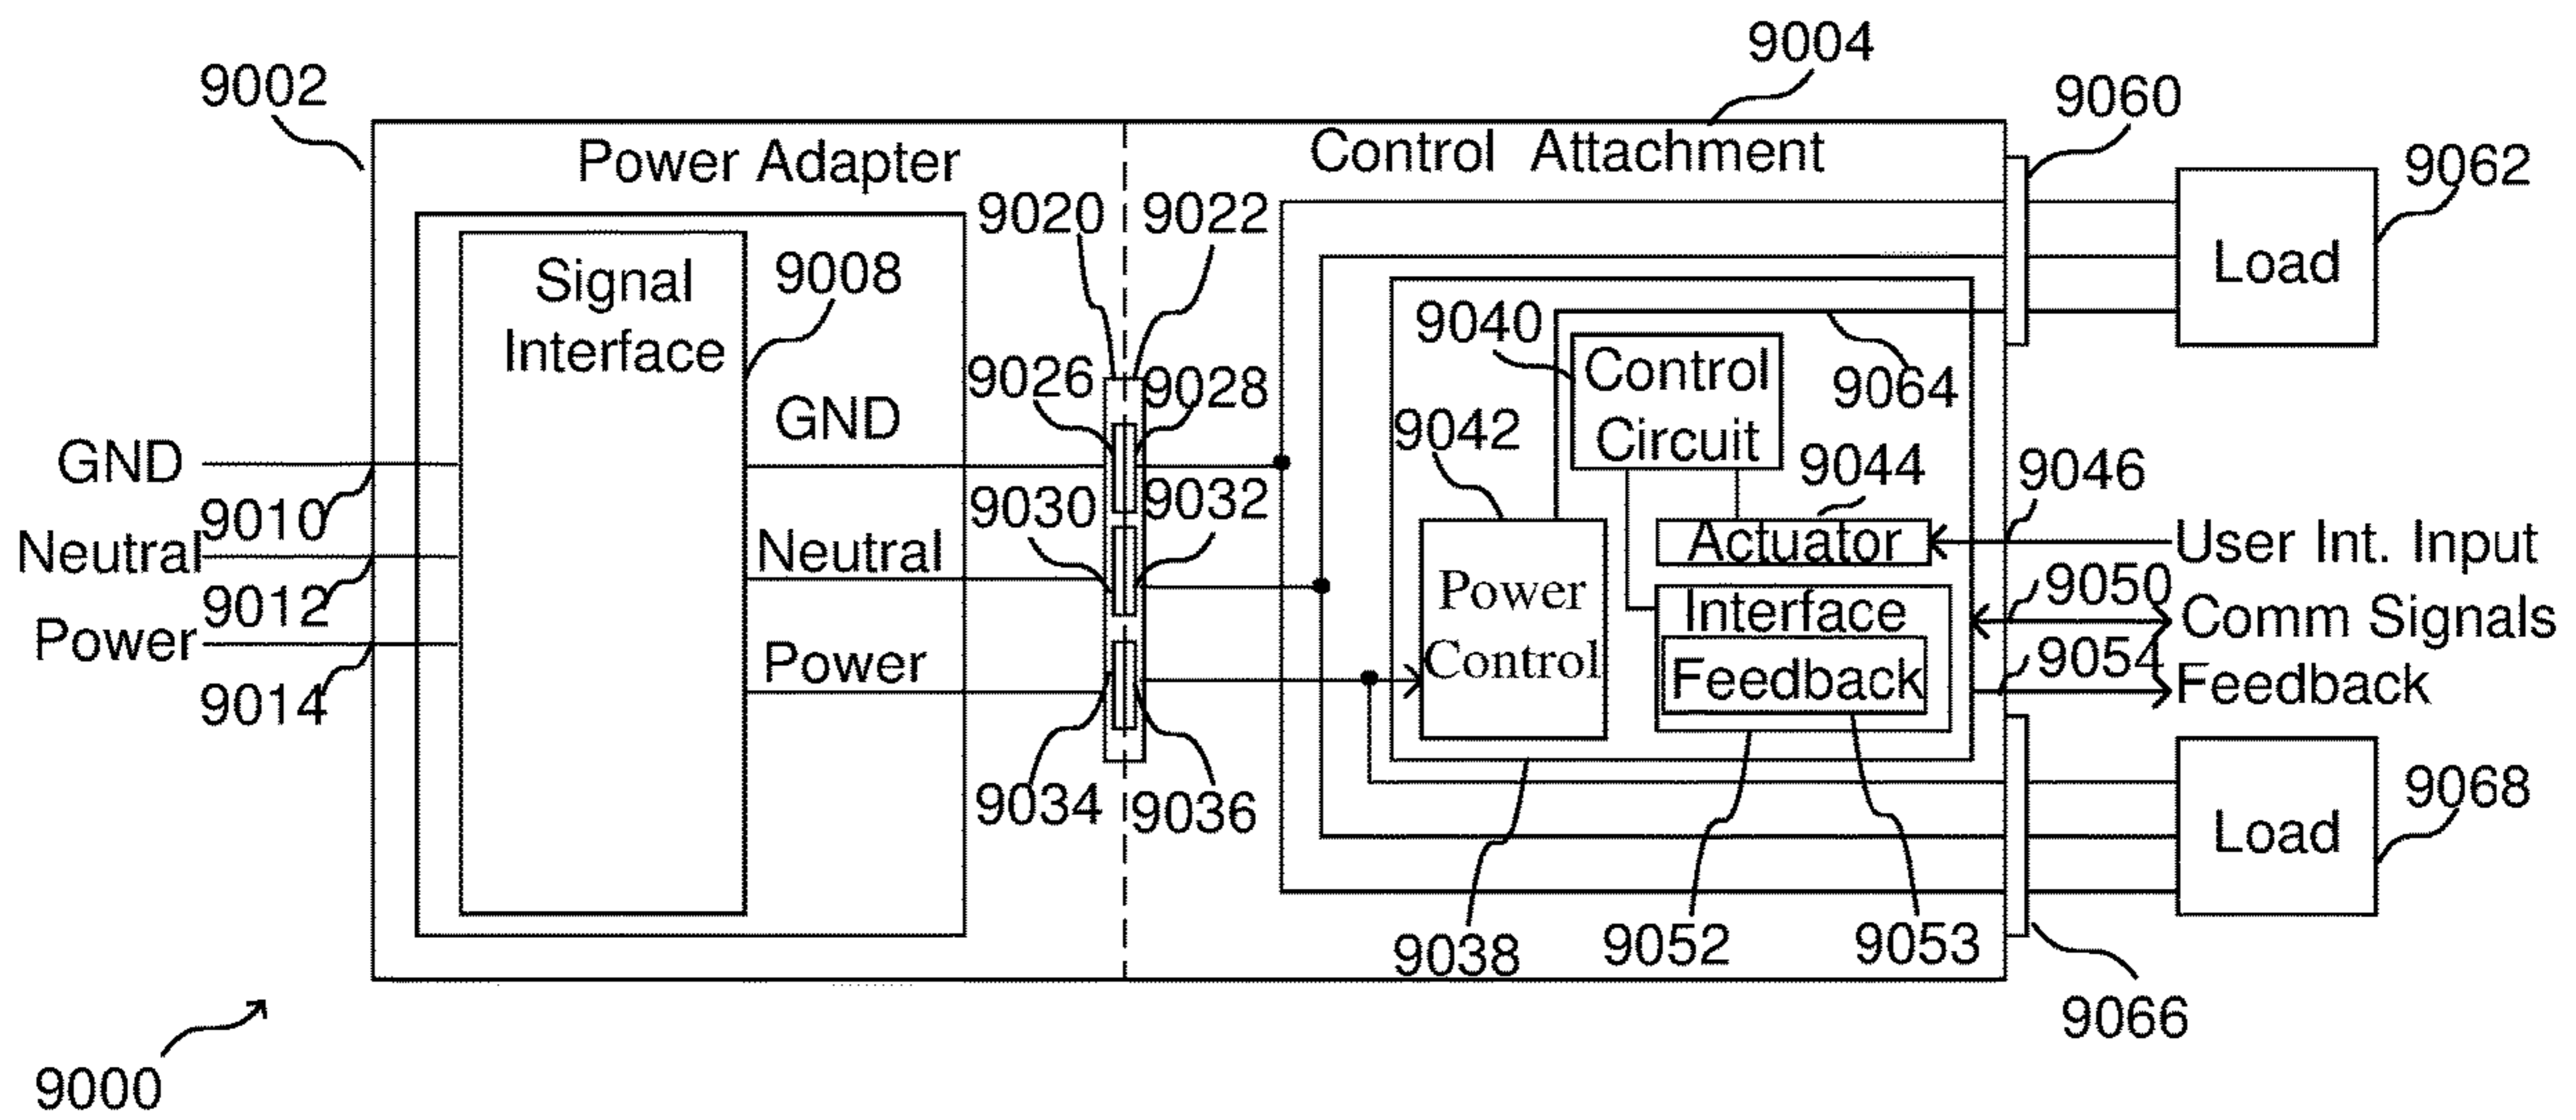 9004
9002
9060
Power Adapter
Control Attachment
9062
9020
9022
Signal
Interface
9008
Load
9040
Control
Circuit
9026
9028
9064
GND
9042
GND
9044
9046
9010
9030
9032
Neutral
Neutral
Actuator
User Int. Input
9012
Power
Control
Interface
9050
Comm Signals
Power
Power
Feedback
9054
Feedback
9014
9034
9036
9068
Load
9038
9052
9053
9066
9000